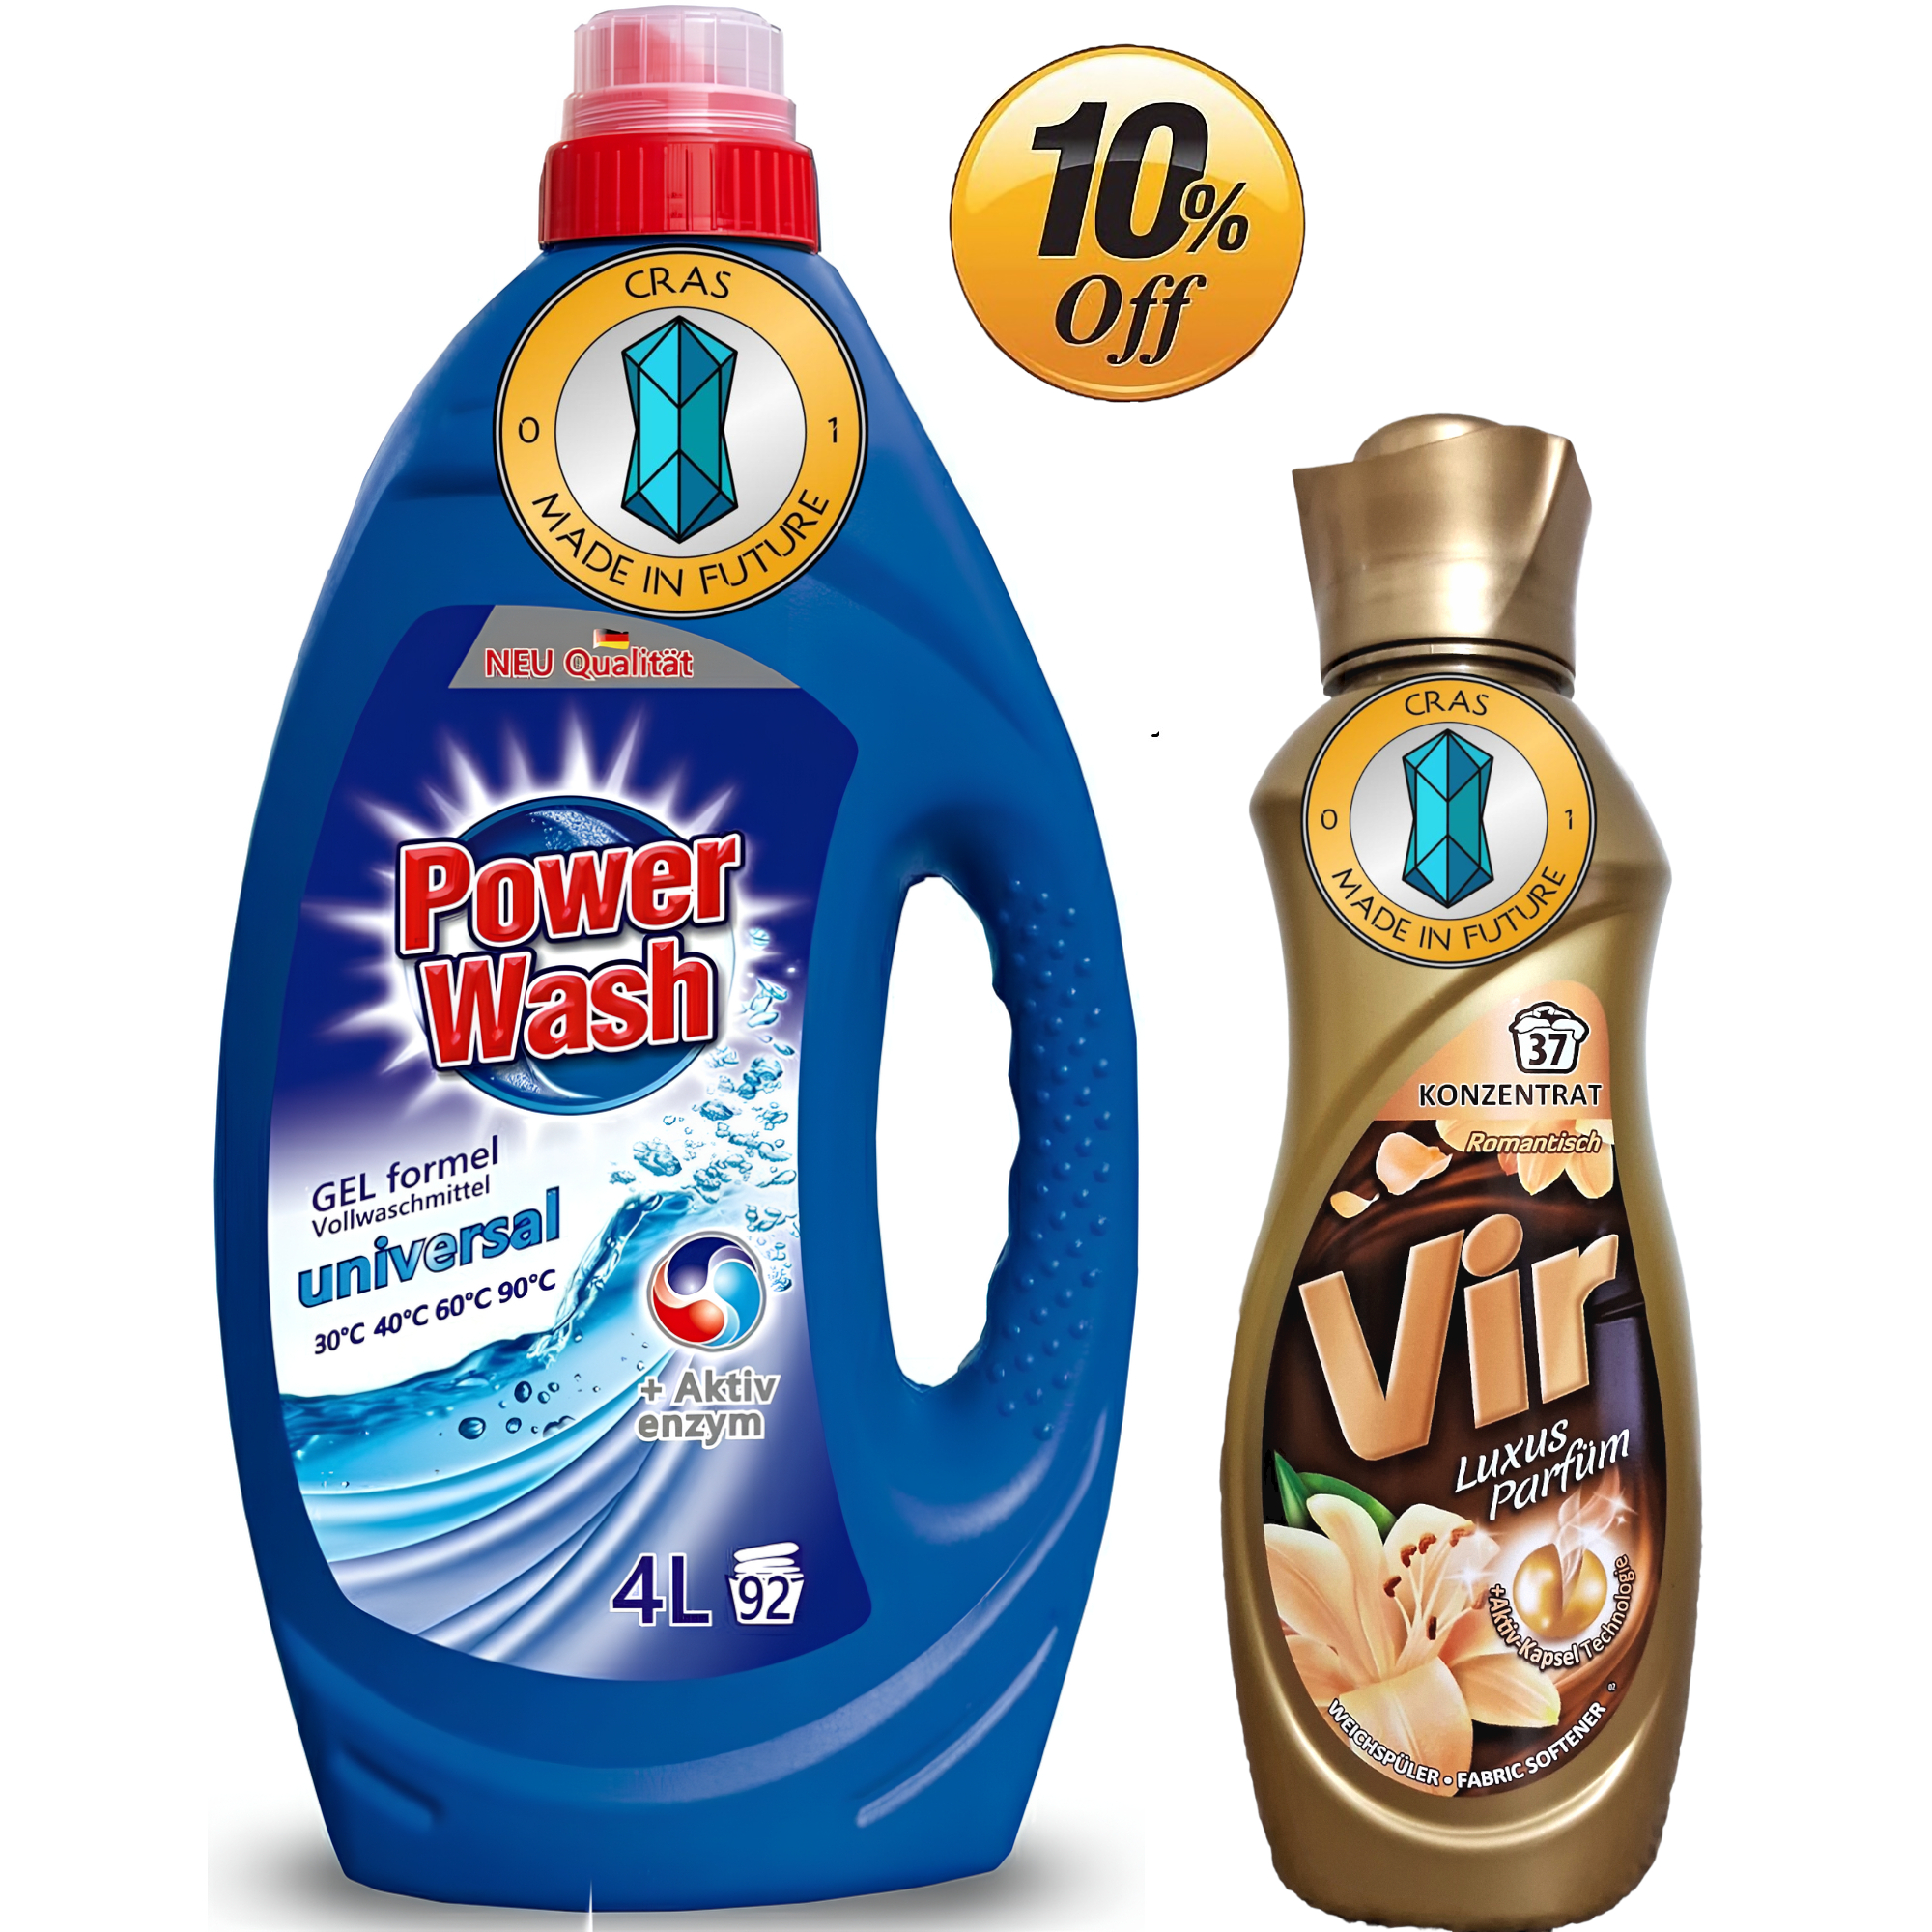 10%
Off
CRAS
0 1
MADE IN FUTURE
NEU Qualität
Power
Wash
GEL formel
Vollwaschmittel
universal
30°C 40°C 60°C 90°C
+ Aktiv
enzym
4L 92
CRAS
0 1
MADE IN FUTURE
37
KONZENTRAT
Romantisch
Vir
Luxus
parfüm
+Aktiv-Kapsel Technologie
02
WEICHSPÜLER • FABRIC SOFTENER